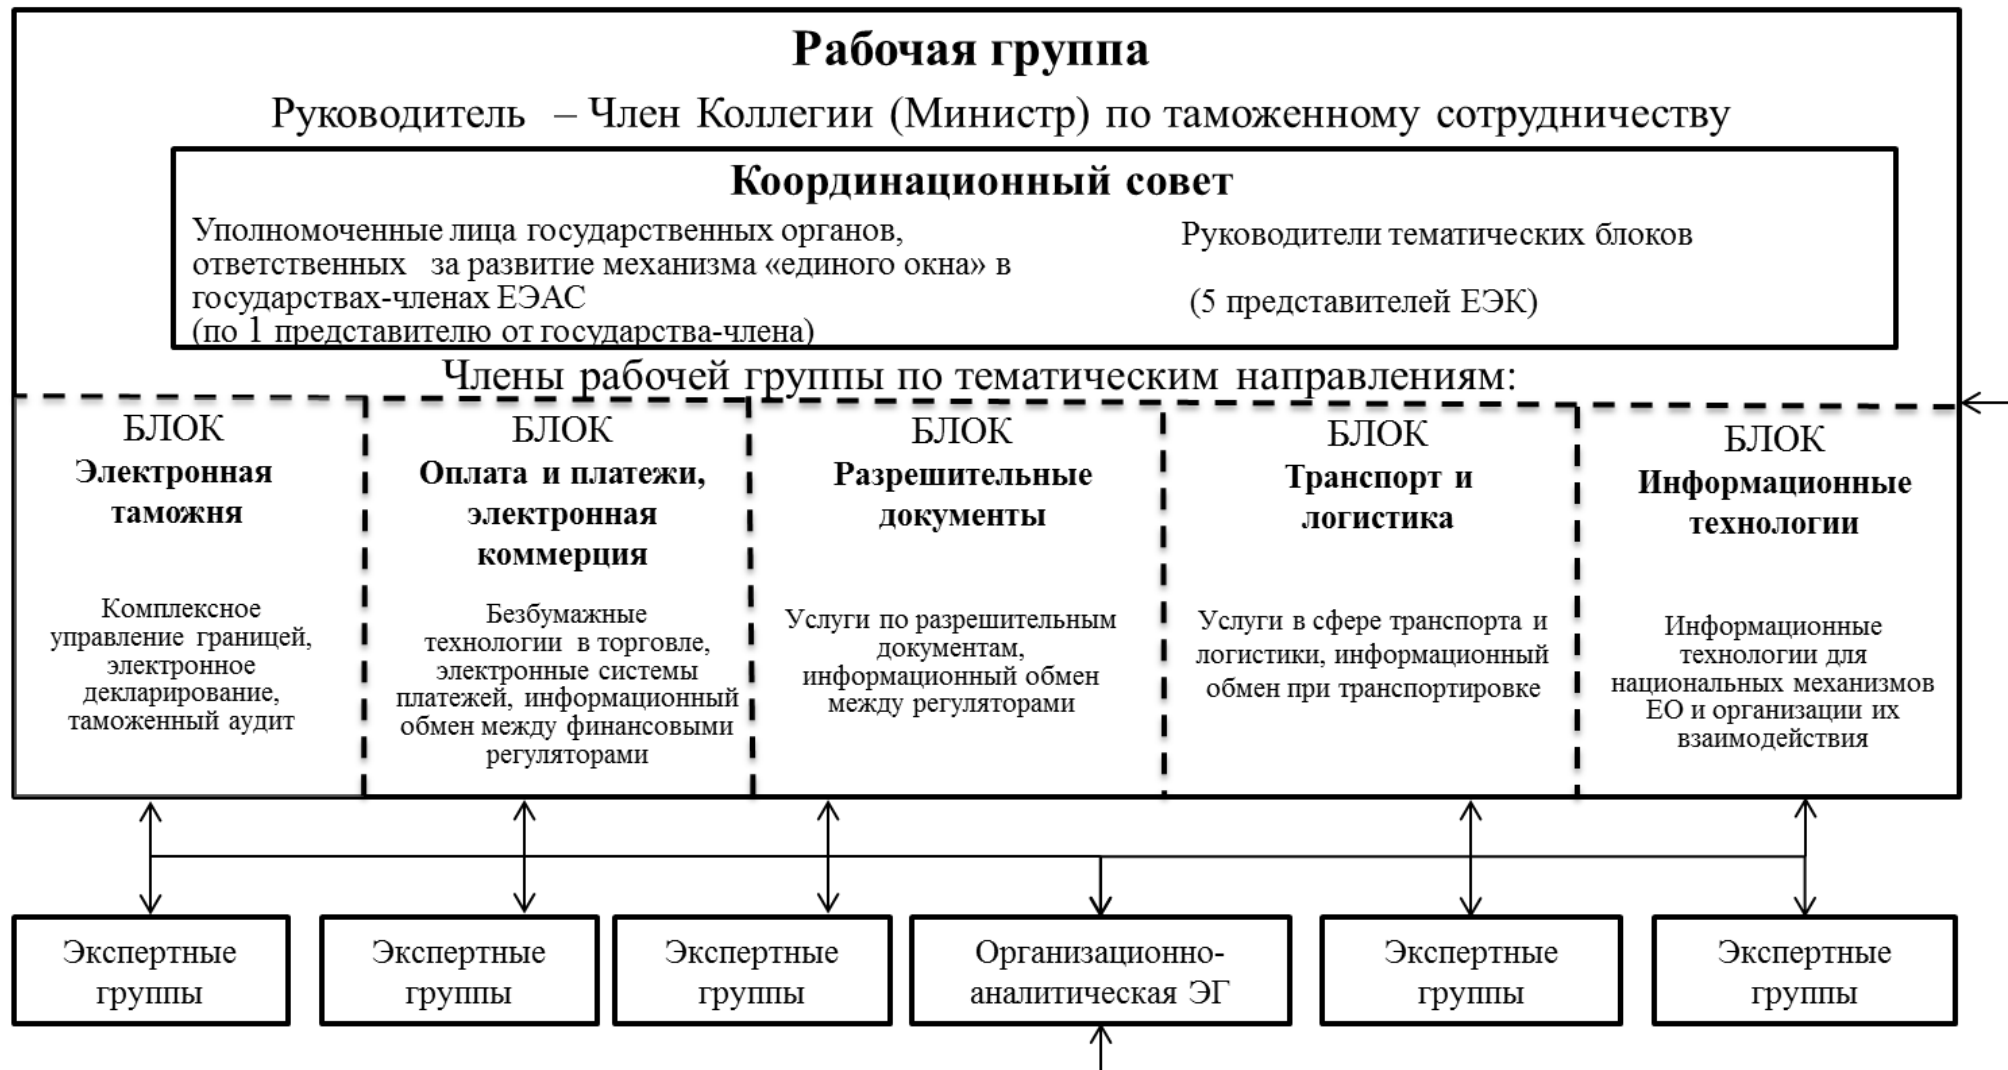 Рабочая группа
Руководитель – Член Коллегии (Министр) по таможенному сотрудничеству
Координационный совет
Уполномоченные лица государственных органов,
ответственных за развитие механизма «единого окна» в
государствах-членах ЕЭАС
(по 1 представителю от государства-члена)
Руководители тематических блоков
(5 представителей ЕЭК)
Члены рабочей группы по тематическим направлениям:
БЛОК
Электронная
таможня
Комплексное
управление границей,
электронное
декларирование,
таможенный аудит
БЛОК
Оплата и платежи,
электронная
коммерция
Безбумажные
технологии в торговле,
электронные системы
платежей, информационный
обмен между финансовыми
регуляторами
БЛОК
Разрешительные
документы
Услуги по разрешительным
документам,
информационный обмен
между регуляторами
БЛОК
Транспорт и
логистика
Услуги в сфере транспорта и
логистики, информационный
обмен при транспортировке
БЛОК
Информационные
технологии
Информационные
технологии для
национальных механизмов
ЕО и организации их
взаимодействия
Экспертные
группы
Экспертные
группы
Экспертные
группы
Организационно-
аналитическая ЭГ
Экспертные
группы
Экспертные
группы